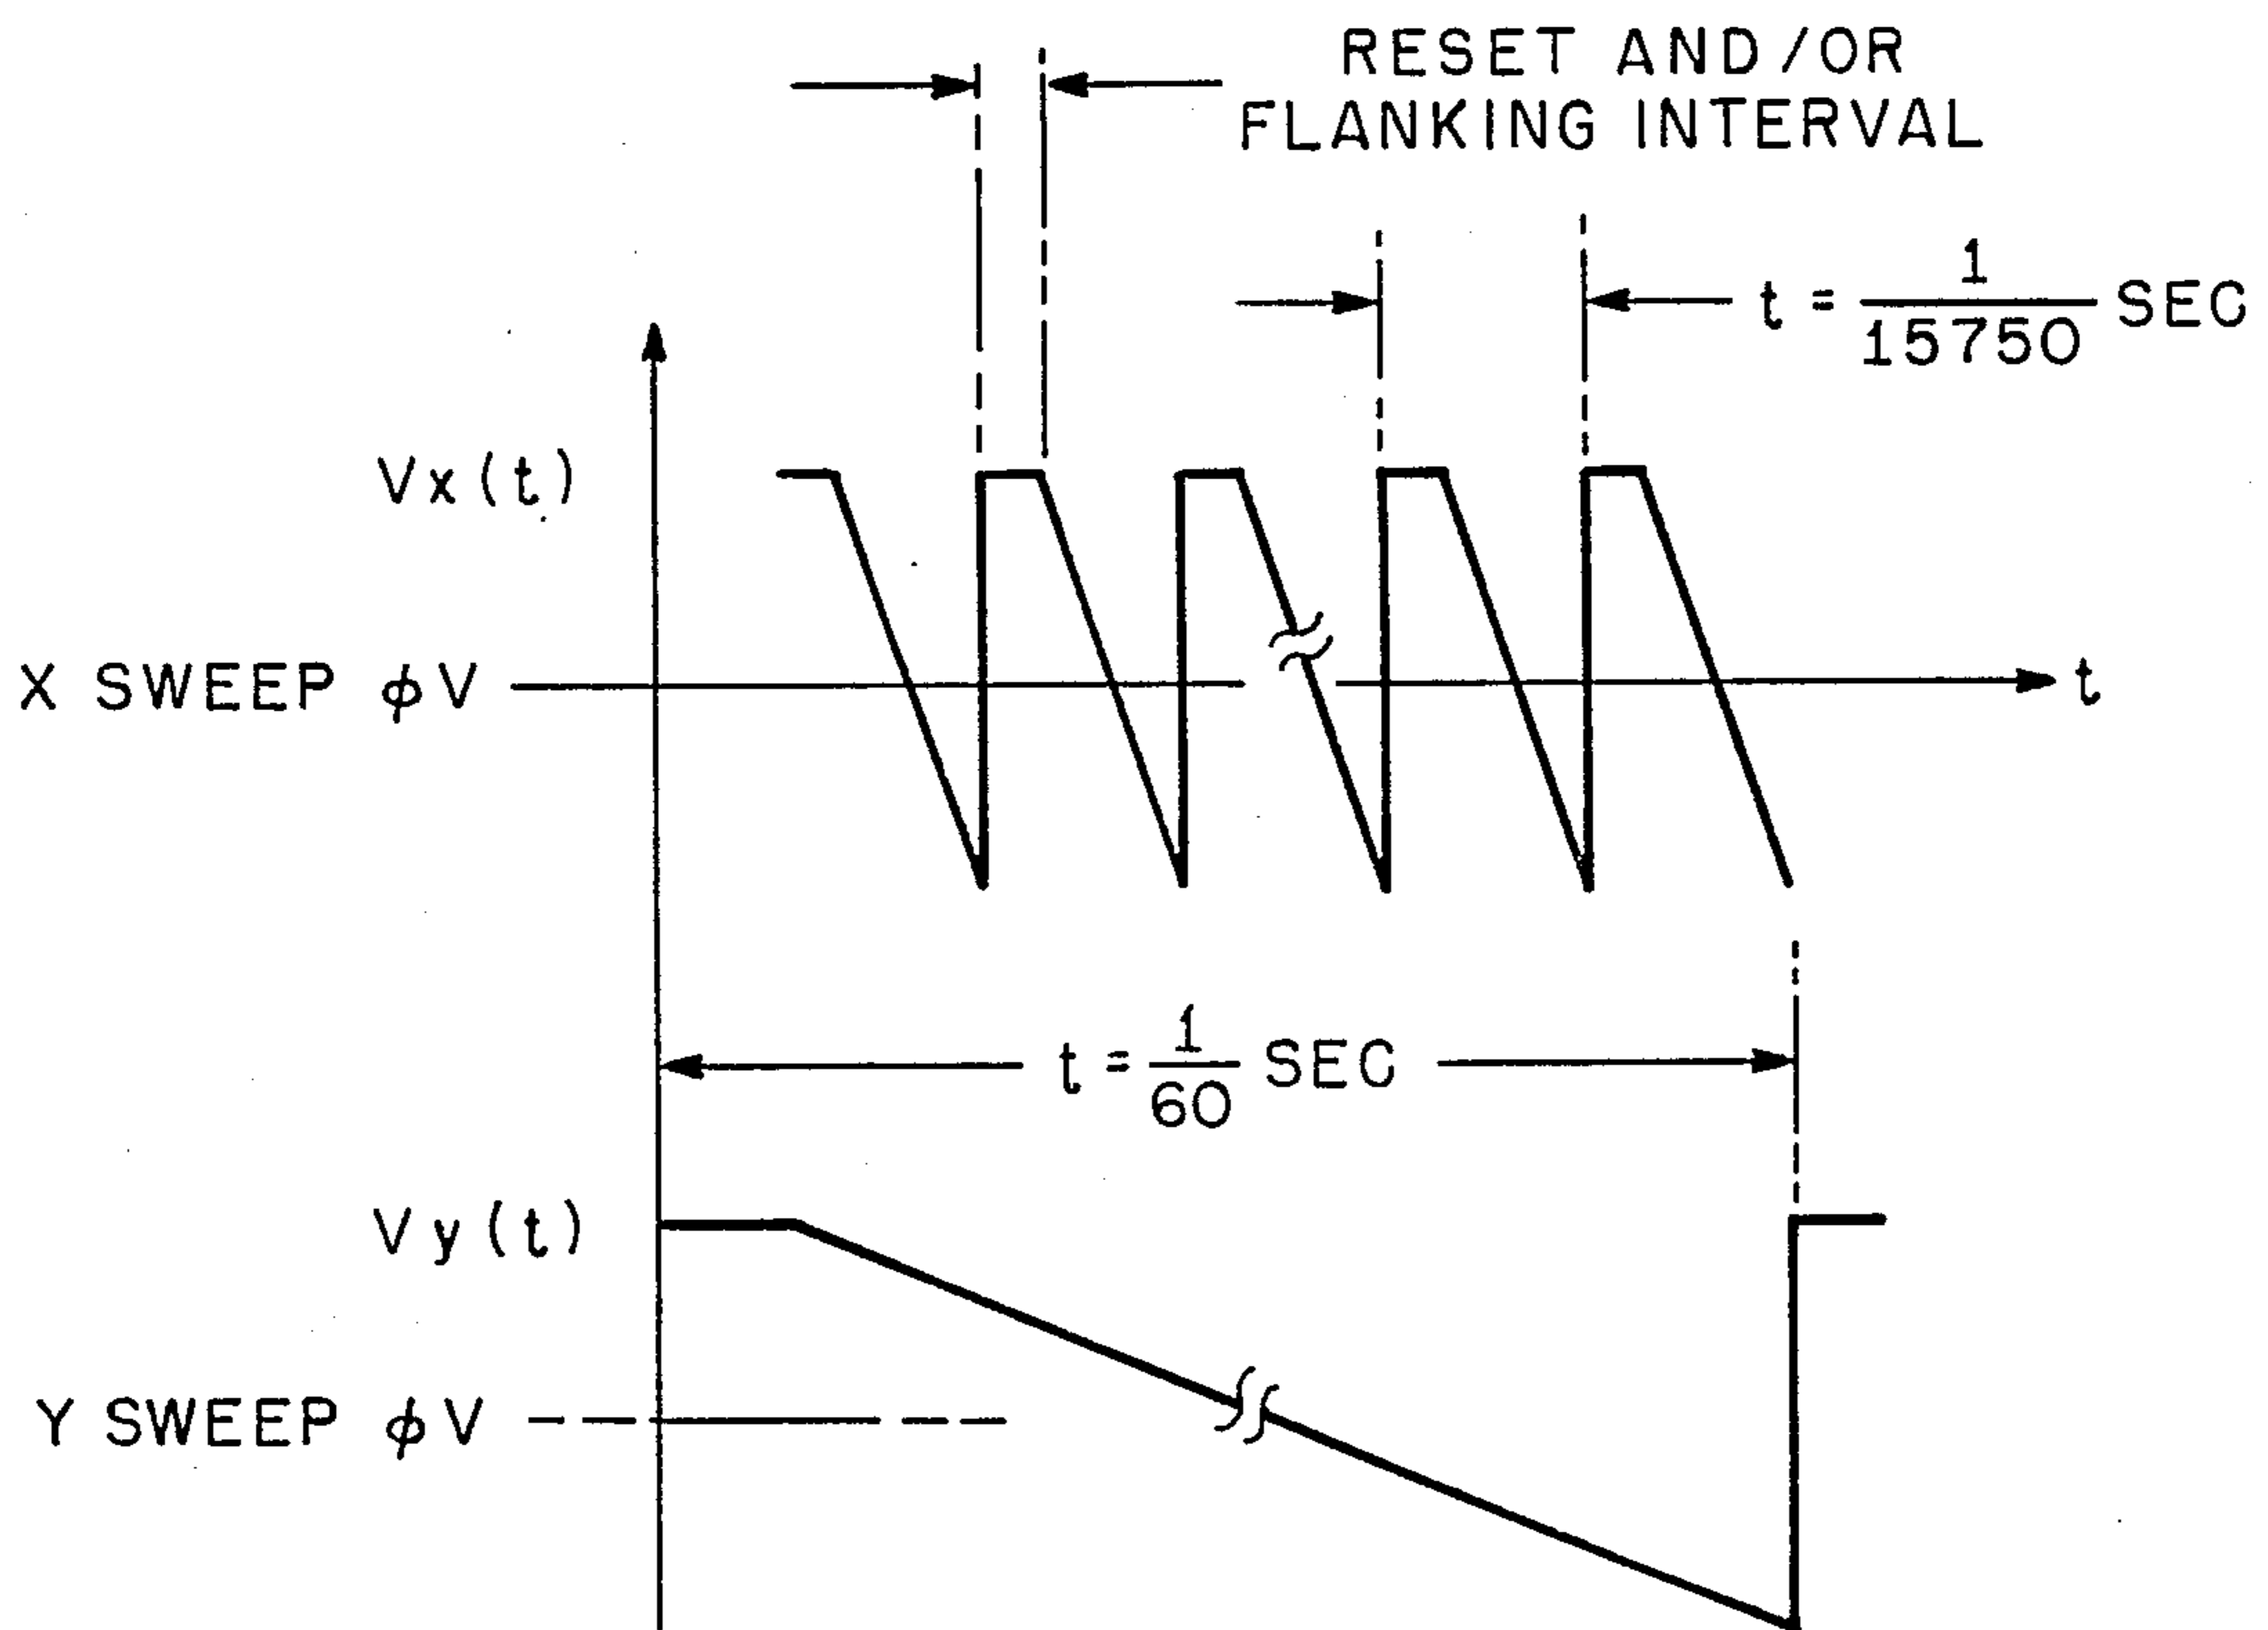 RESET AND/OR
FLANKING INTERVAL
t = 1/15750 SEC
Vx(t)
X SWEEP ϕV
t
t = 1/60 SEC
Vy(t)
Y SWEEP ϕV